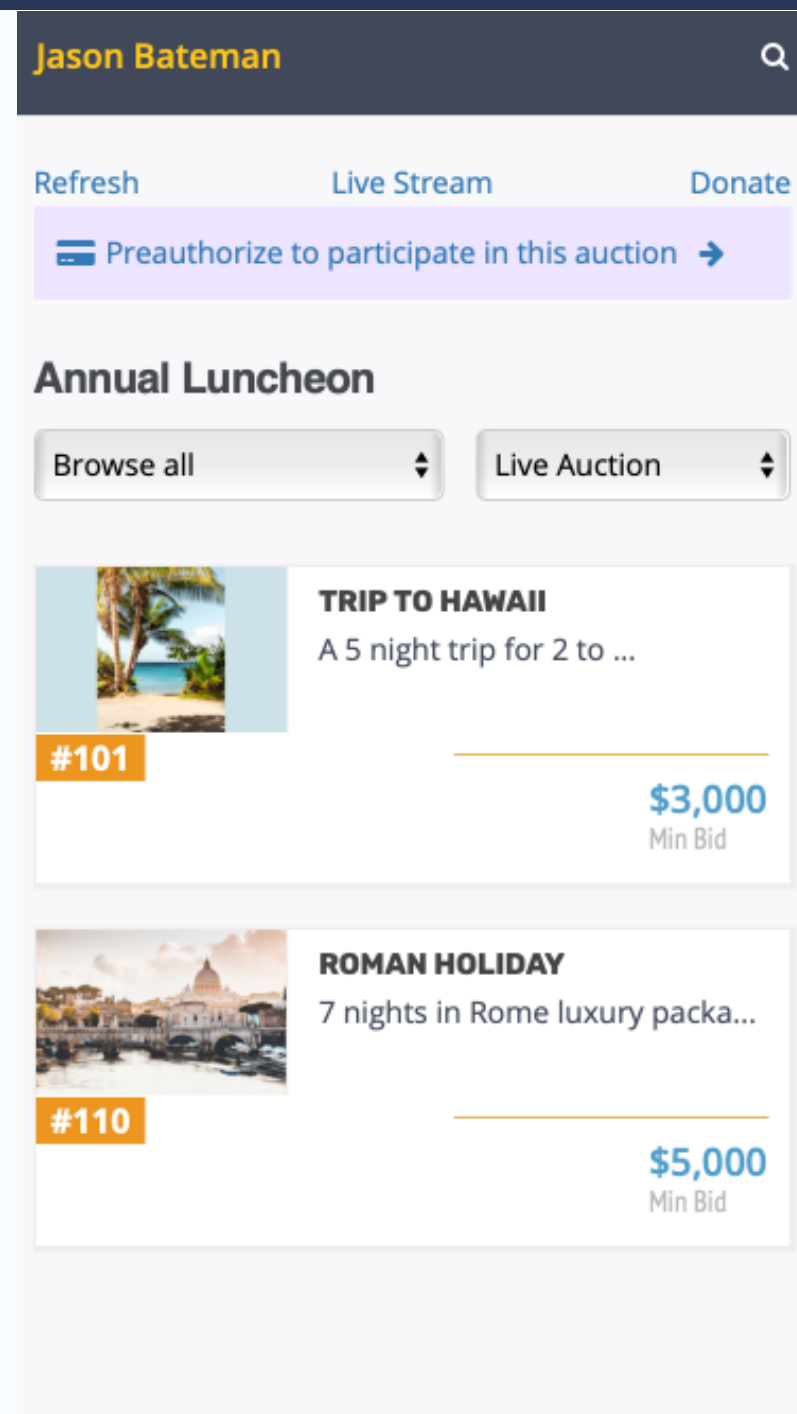 Jason Bateman
Refresh Live Stream Donate
Preauthorize to participate in this auction
Annual Luncheon
Browse all Live Auction
TRIP TO HAWAII
A 5 night trip for 2 to ...
#101
$3,000
Min Bid
ROMAN HOLIDAY
7 nights in Rome luxury packa...
#110
$5,000
Min Bid